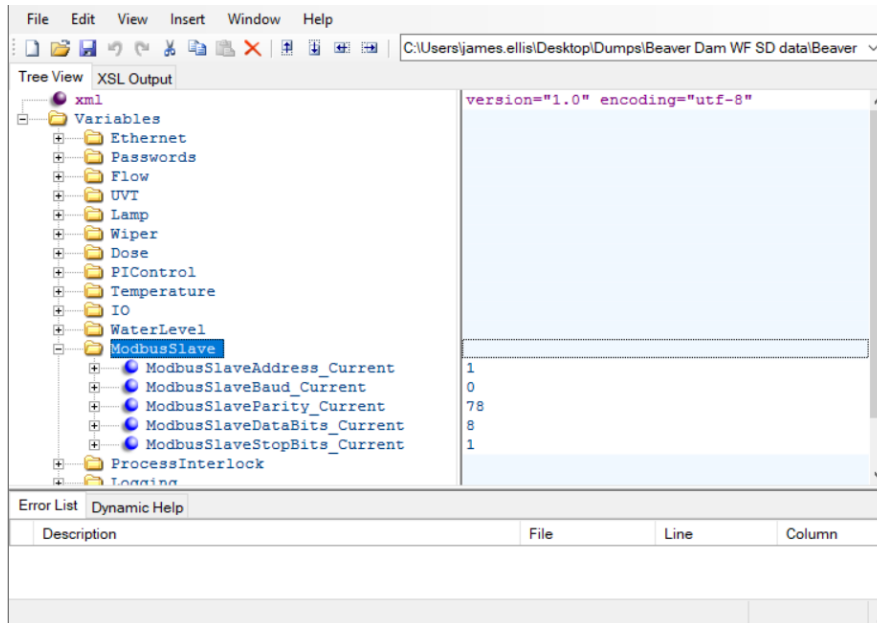 File Edit View Insert Window Help
C:\Users\james.ellis\Desktop\Dumps\Beaver Dam WF SD data\Beaver
Tree View XSL Output
xml version="1.0" encoding="utf-8"
Variables
Ethernet
Passwords
Flow
UVT
Lamp
Wiper
Dose
PIControl
Temperature
IO
WaterLevel
ModbusSlave
ModbusSlaveAddress_Current 1
ModbusSlaveBaud_Current 0
ModbusSlaveParity_Current 78
ModbusSlaveDataBits_Current 8
ModbusSlaveStopBits_Current 1
ProcessInterlock
Logging
Error List Dynamic Help
Description File Line Column